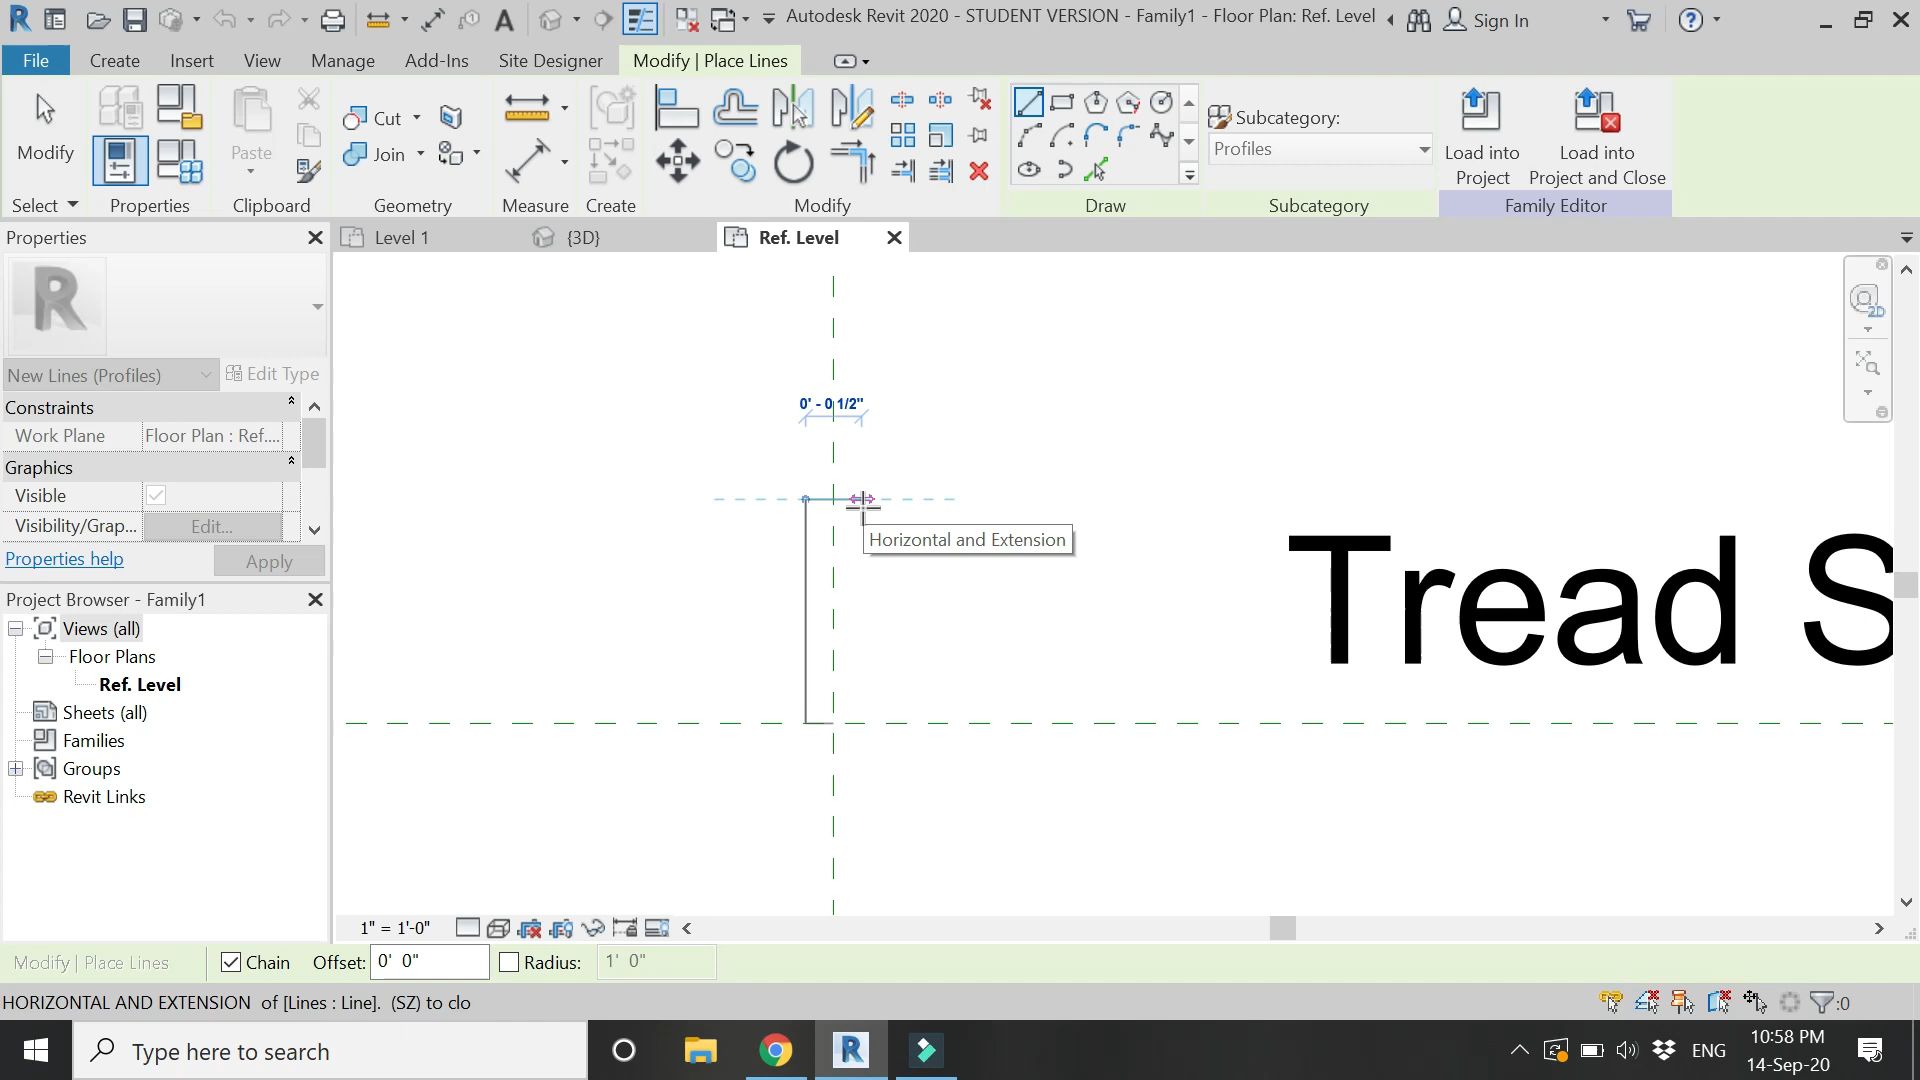 Autodesk Revit 2020 - STUDENT VERSION - Family1 - Floor Plan: Ref. Level
Sign In
File Create Insert View Manage Add-Ins Site Designer Modify | Place Lines
Modify
Paste
Cut
Join
Subcategory:
Profiles
Load into Project
Load into Project and Close
Select Properties Clipboard Geometry Measure Create Modify Draw Subcategory Family Editor
Properties
Level 1 {3D} Ref. Level
R
New Lines (Profiles) Edit Type
Constraints
Work Plane Floor Plan : Ref....
Graphics
Visible
Visibility/Grap... Edit...
Properties help Apply
Project Browser - Family1
Views (all)
Floor Plans
Ref. Level
Sheets (all)
Families
Groups
Revit Links
0' - 0 1/2"
Horizontal and Extension
Tread S
2D
1" = 1'-0"
Modify | Place Lines Chain Offset: 0' 0" Radius: 1' 0"
HORIZONTAL AND EXTENSION of [Lines : Line]. (SZ) to clo
:0
Type here to search
ENG
10:58 PM
14-Sep-20